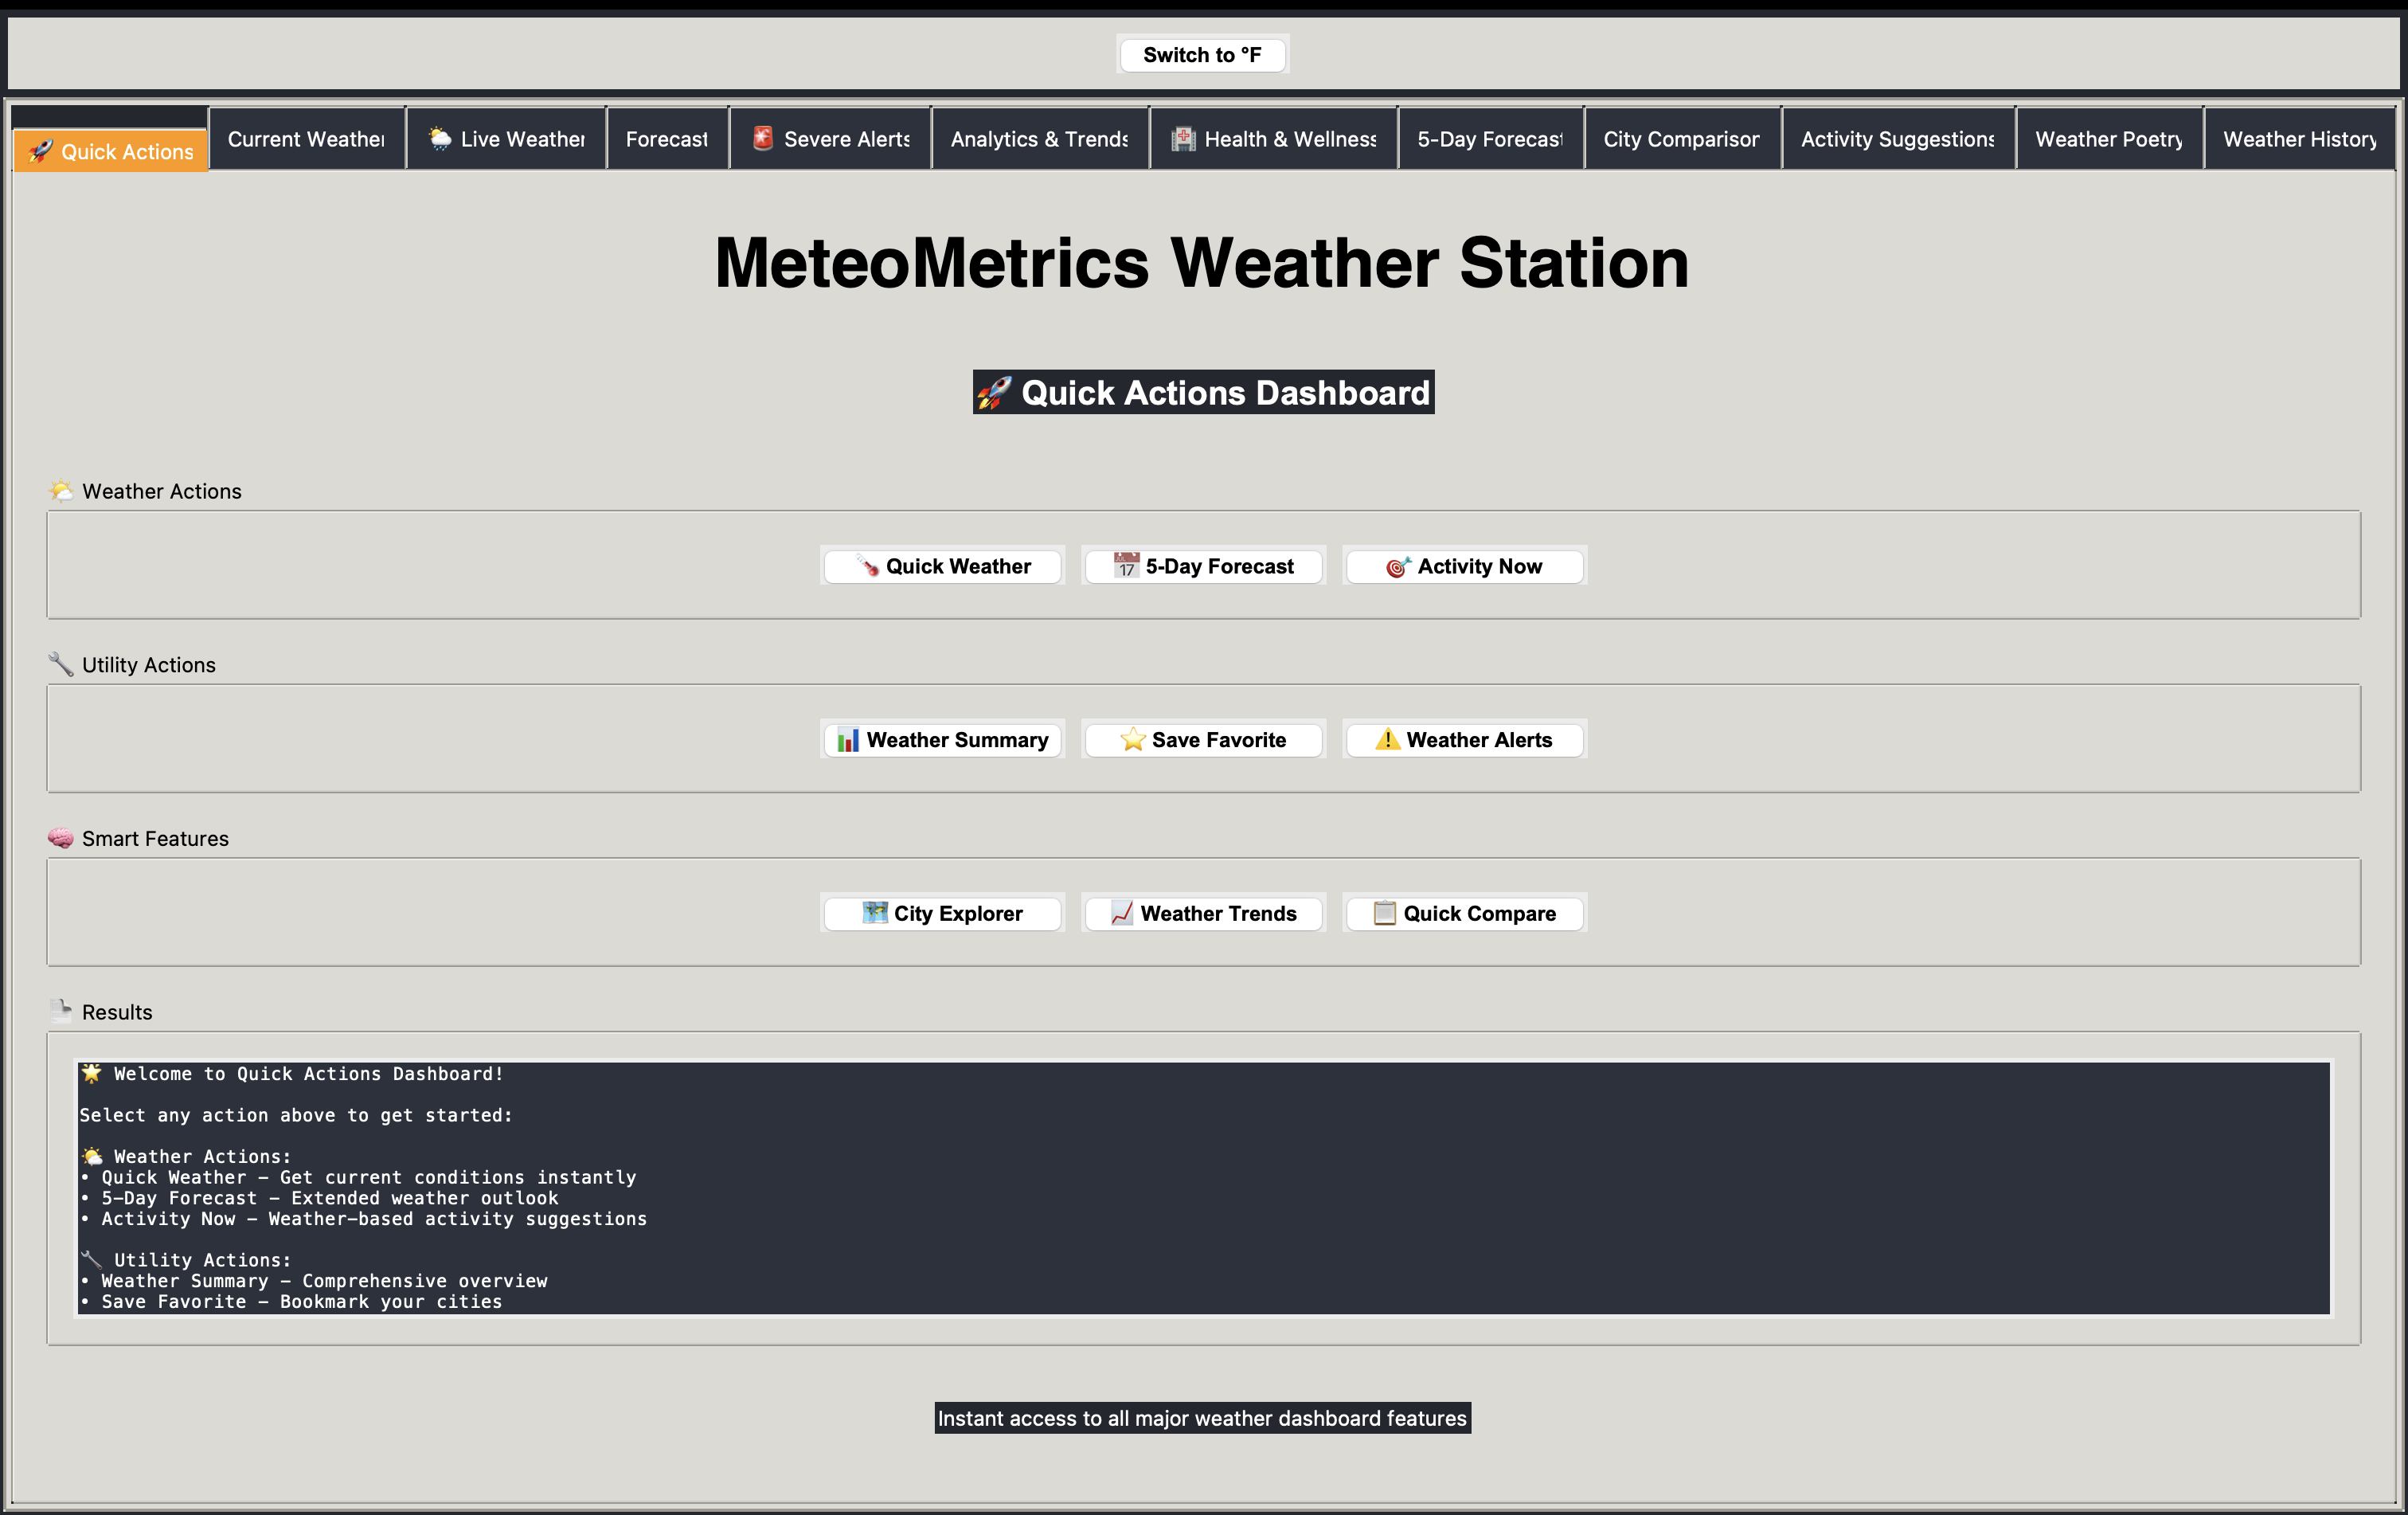 Switch to °F
Quick Actions
Current Weather
Live Weather
Forecast
Severe Alerts
Analytics & Trends
Health & Wellness
5-Day Forecast
City Comparison
Activity Suggestions
Weather Poetry
Weather History
MeteoMetrics Weather Station
🚀 Quick Actions Dashboard
🌤️ Weather Actions
🌡️ Quick Weather
📅 5-Day Forecast
🎯 Activity Now
🔧 Utility Actions
📊 Weather Summary
⭐ Save Favorite
⚠️ Weather Alerts
🧠 Smart Features
🗺️ City Explorer
📈 Weather Trends
📋 Quick Compare
Results
🌟 Welcome to Quick Actions Dashboard!
Select any action above to get started:
🌤️ Weather Actions:
• Quick Weather – Get current conditions instantly
• 5–Day Forecast – Extended weather outlook
• Activity Now – Weather–based activity suggestions
🔧 Utility Actions:
• Weather Summary – Comprehensive overview
• Save Favorite – Bookmark your cities
Instant access to all major weather dashboard features